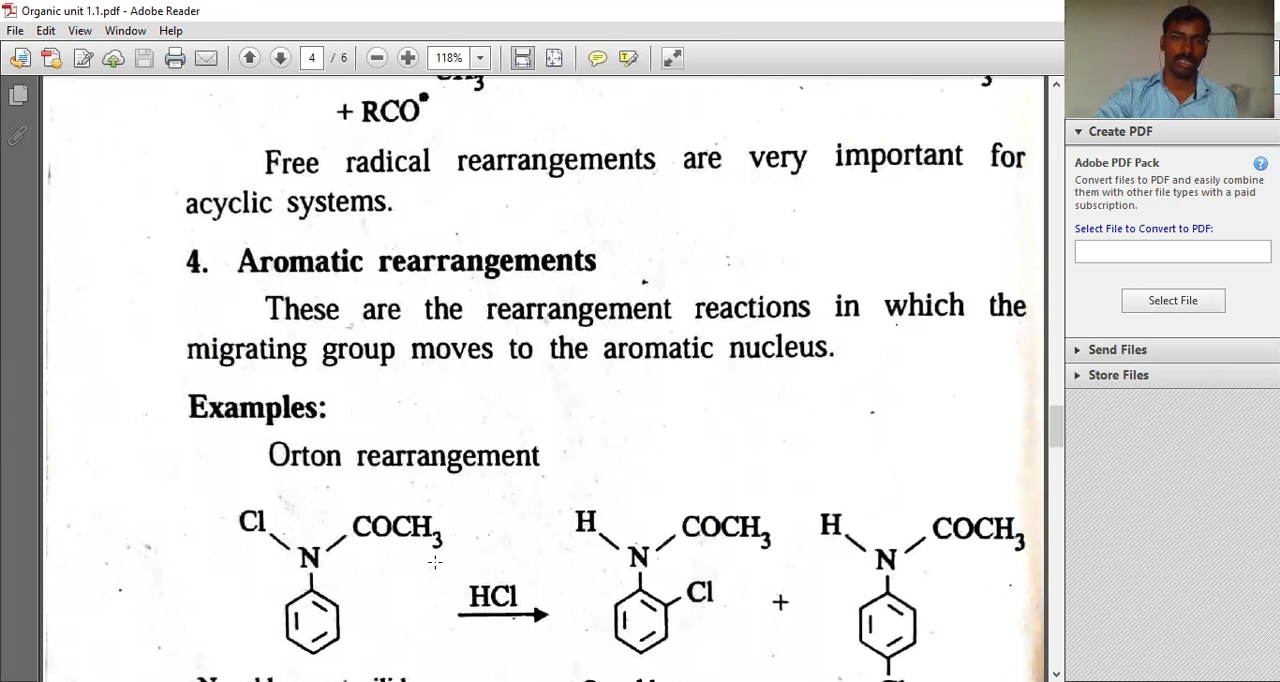 Organic unit 1.1.pdf - Adobe Reader
File Edit View Window Help
4 / 6 118%
CH3 3
+ RCO•
Free radical rearrangements are very important for
acyclic systems.
4. Aromatic rearrangements
These are the rearrangement reactions in which the
migrating group moves to the aromatic nucleus.
Examples:
Orton rearrangement
Cl COCH3 H COCH3 H COCH3
N N N
HCl Cl +
Create PDF
Adobe PDF Pack
Convert files to PDF and easily combine
them with other file types with a paid
subscription.
Select File to Convert to PDF:
Select File
Send Files
Store Files